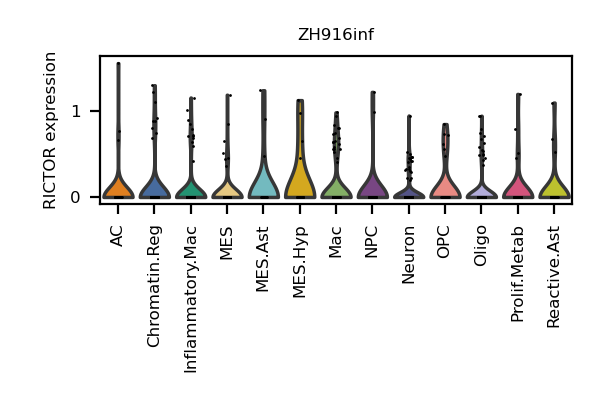 ZH916inf
RICTOR expression
1
0
AC
Chromatin.Reg
Inflammatory.Mac
MES
MES.Ast
MES.Hyp
Mac
NPC
Neuron
OPC
Oligo
Prolif.Metab
Reactive.Ast